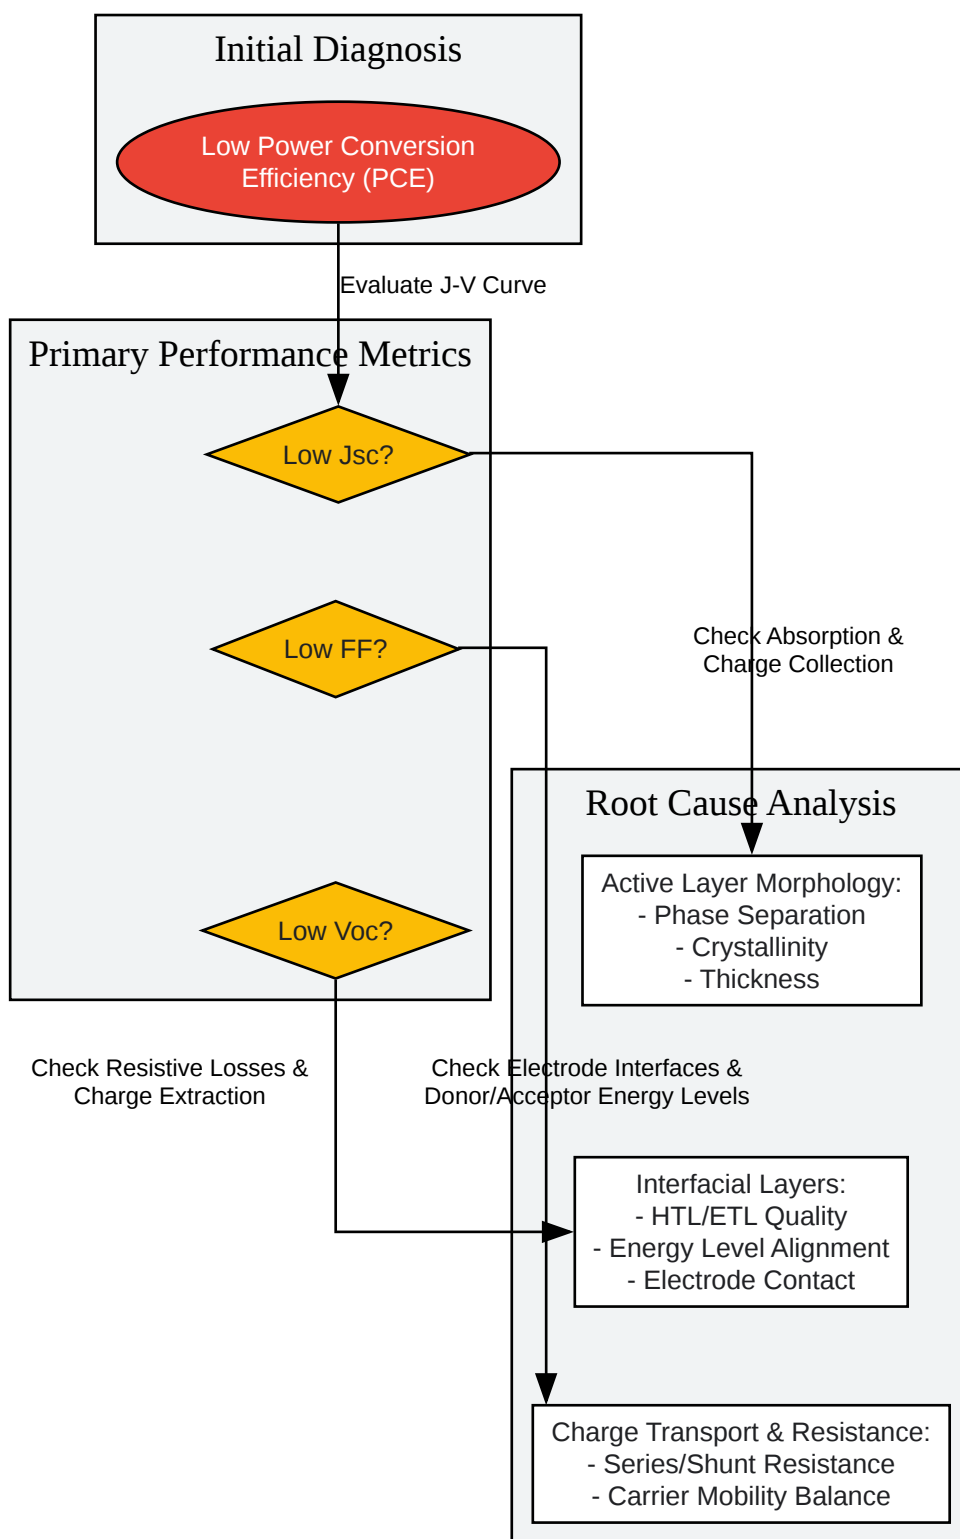 Initial Diagnosis
Low Power Conversion
Efficiency (PCE)
Evaluate J-V Curve
Primary Performance Metrics
Low Jsc?
Low FF?
Check Absorption &
Charge Collection
Root Cause Analysis
Active Layer Morphology:
- Phase Separation
- Crystallinity
- Thickness
Low Voc?
Check Resistive Losses &
Charge Extraction
Check Electrode Interfaces &
Donor/Acceptor Energy Levels
Interfacial Layers:
- HTL/ETL Quality
- Energy Level Alignment
- Electrode Contact
Charge Transport & Resistance:
- Series/Shunt Resistance
- Carrier Mobility Balance